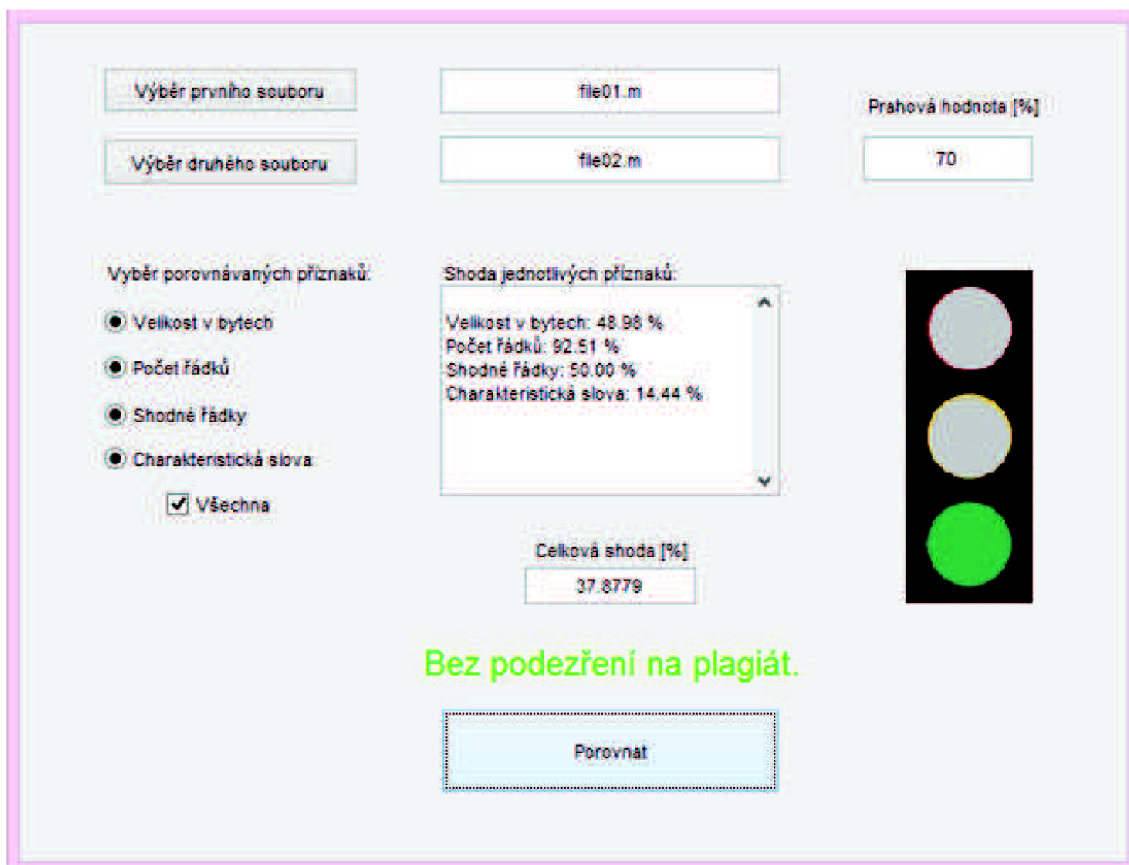 Výběr prvního souboru
file01.m
Prahová hodnota [%]
Výběr druhého souboru
file02.m
70
Vyběr porovnávaných příznaků:
Velikost v bytech
Počet řádků
Shodné řádky
Charakteristická slova
Všechna
Shoda jednotlivých příznaků:
Velikost v bytech: 48.98 %
Počet řádků: 92.51 %
Shodné řádky: 50.00 %
Charakteristická slova: 14.44 %
Celková shoda [%]
37.8779
Bez podezření na plagiát.
Porovnat